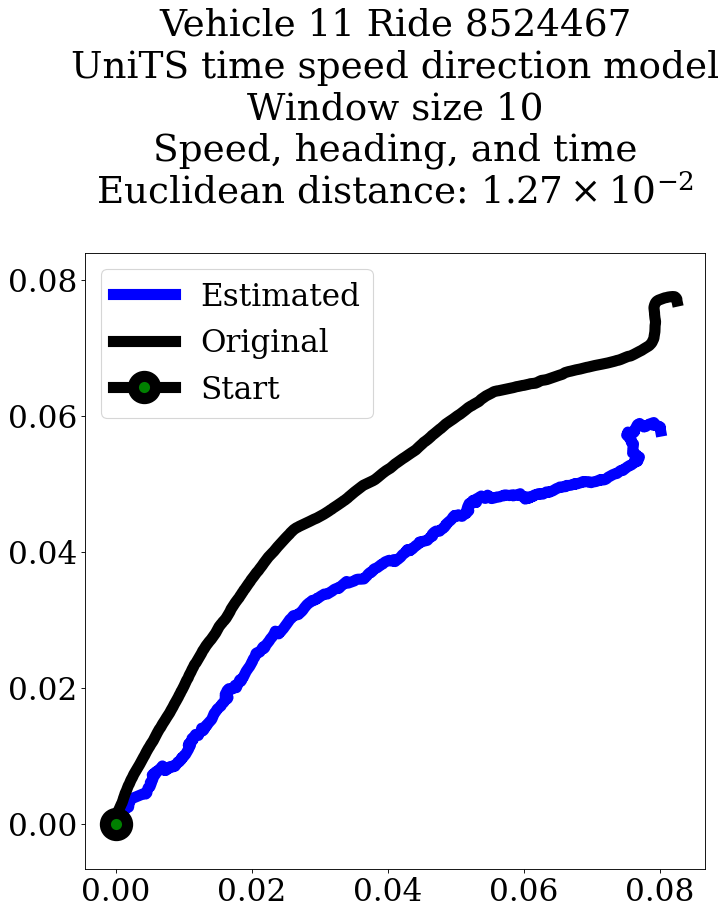 Vehicle 11 Ride 8524467
UniTS time speed direction model
Window size 10
Speed, heading, and time
Euclidean distance: 1.27 × 10⁻²
Estimated
Original
Start
0.08
0.06
0.04
0.02
0.00
0.00 0.02 0.04 0.06 0.08